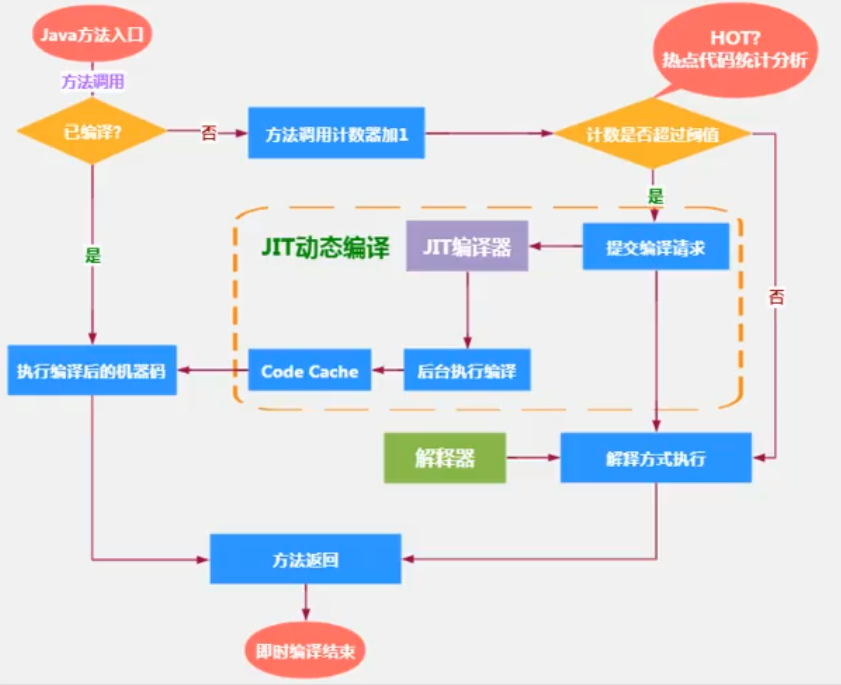 Java方法入口
HOT?
热点代码统计分析
方法调用
已编译?
否
方法调用计数器加1
计数是否超过阀值
是
JIT动态编译
JIT编译器
提交编译请求
是
否
执行编译后的机器码
Code Cache
后台执行编译
解释器
解释方式执行
方法返回
即时编译结束